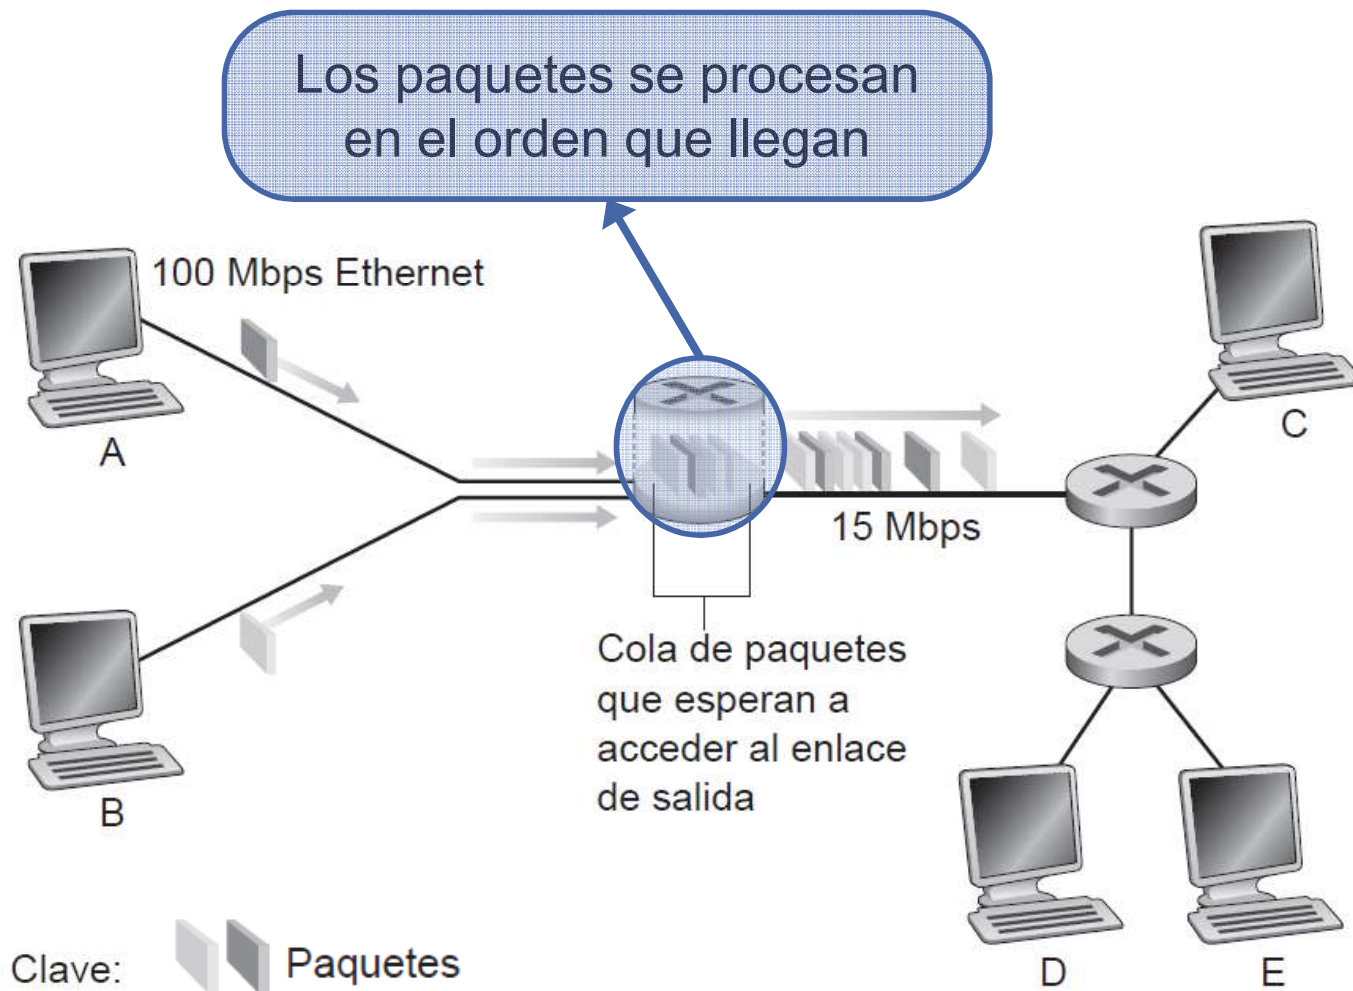 Los paquetes se procesan
en el orden que llegan
100 Mbps Ethernet
A
C
15 Mbps
B
Cola de paquetes
que esperan a
acceder al enlace
de salida
D
E
Clave:
Paquetes